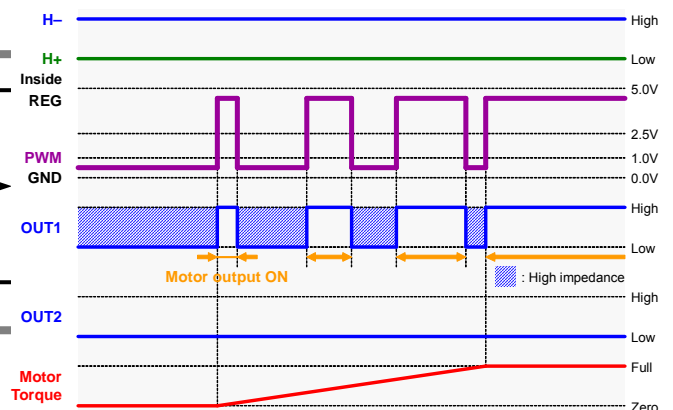 H– High
H+ Low
Inside
REG 5.0V
2.5V
PWM 1.0V
GND 0.0V
High
OUT1
Low
Motor output ON : High impedance
High
OUT2
Low
Full
Motor
Torque
Zero